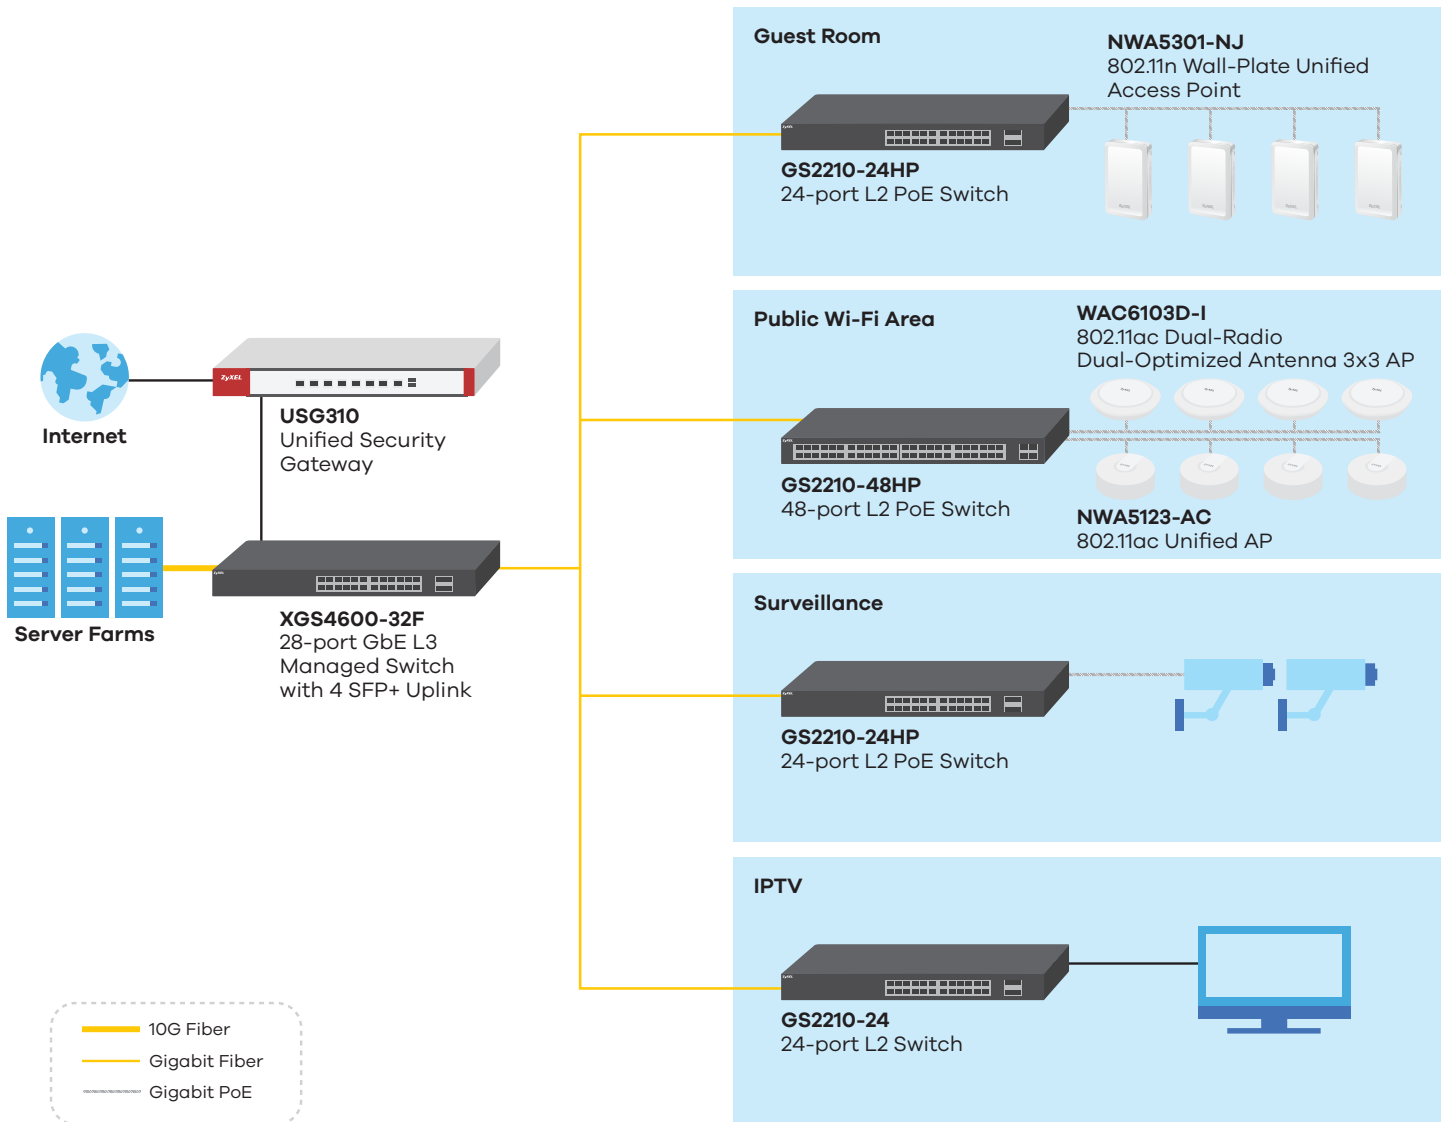 Guest Room
NWA5301-NJ
802.11n Wall-Plate Unified
Access Point
GS2210-24HP
24-port L2 PoE Switch
Public Wi-Fi Area
WAC6103D-I
802.11ac Dual-Radio
Dual-Optimized Antenna 3x3 AP
GS2210-48HP
48-port L2 PoE Switch
NWA5123-AC
802.11ac Unified AP
Internet
ZyXEL
USG310
Unified Security
Gateway
Server Farms
XGS4600-32F
28-port GbE L3
Managed Switch
with 4 SFP+ Uplink
Surveillance
GS2210-24HP
24-port L2 PoE Switch
IPTV
GS2210-24
24-port L2 Switch
10G Fiber
Gigabit Fiber
Gigabit PoE